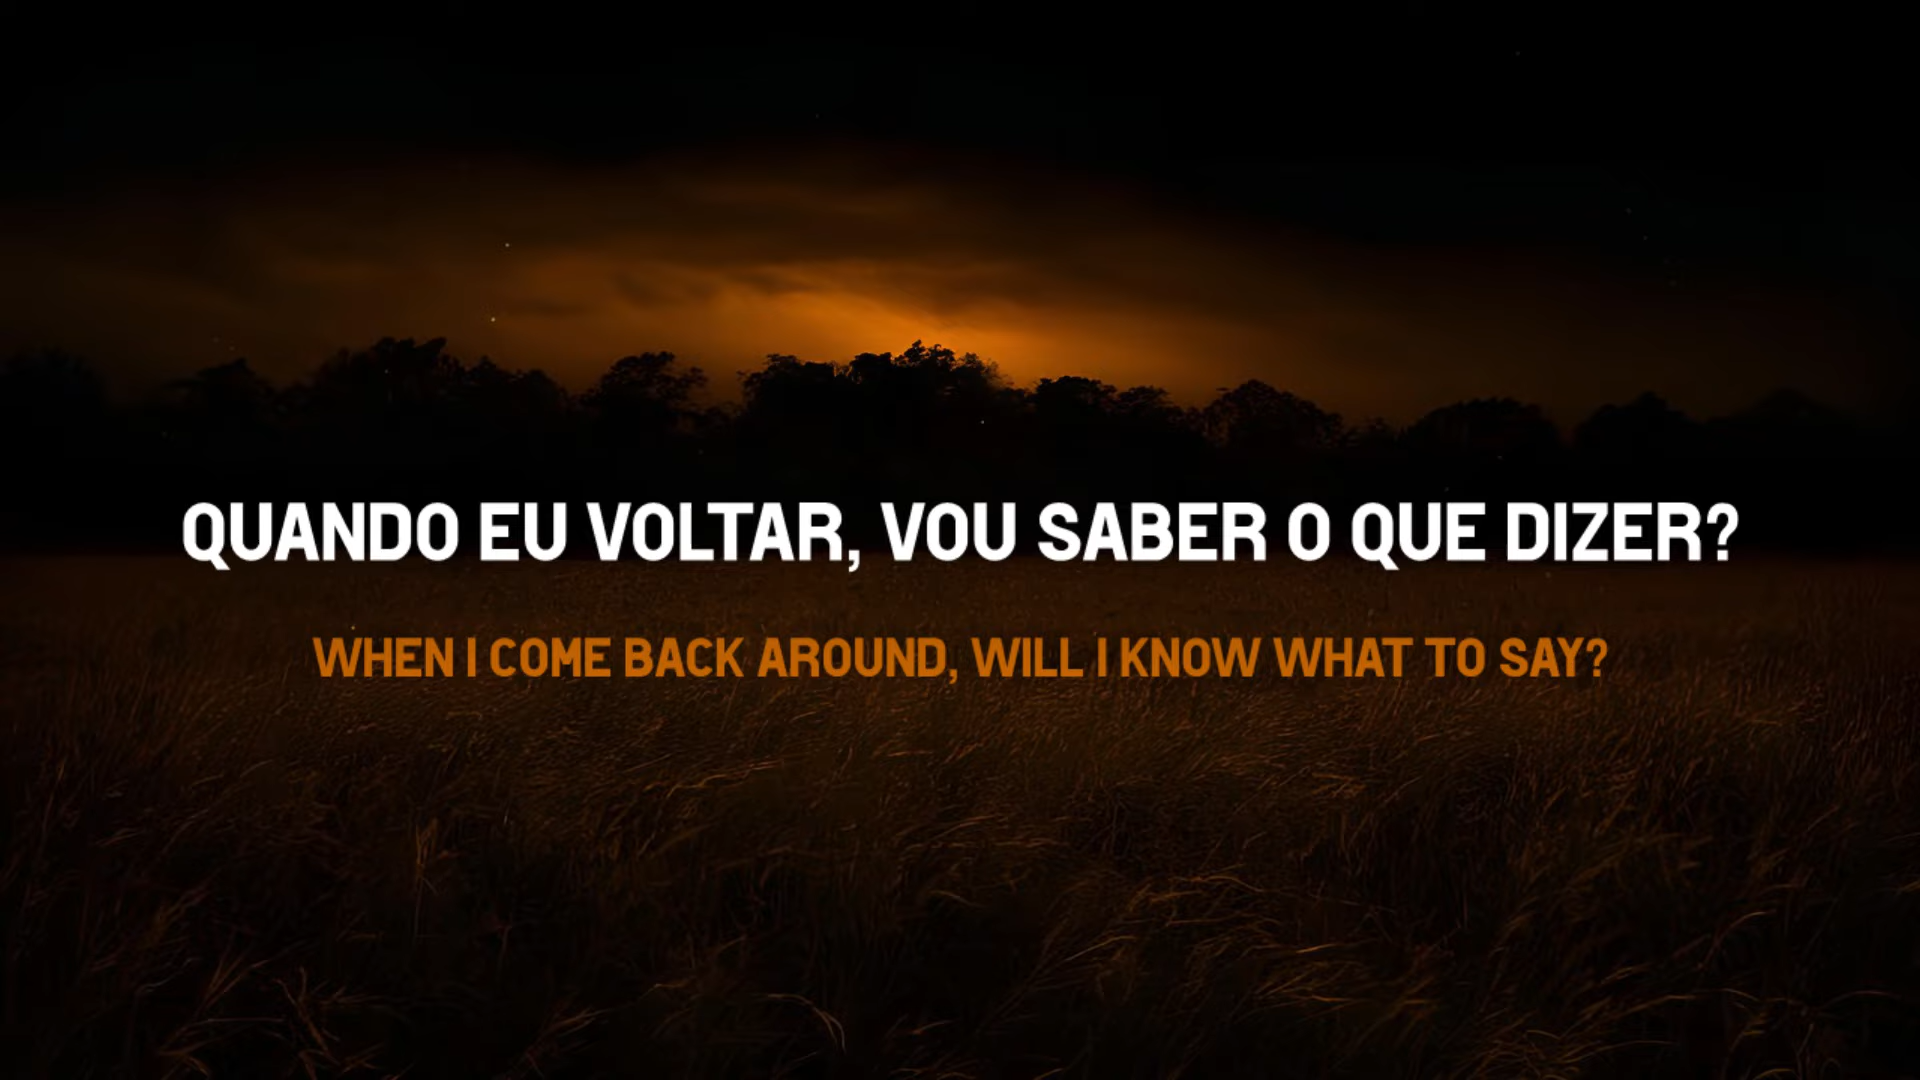 QUANDO EU VOLTAR, VOU SABER O QUE DIZER?
WHEN I COME BACK AROUND, WILL I KNOW WHAT TO SAY?